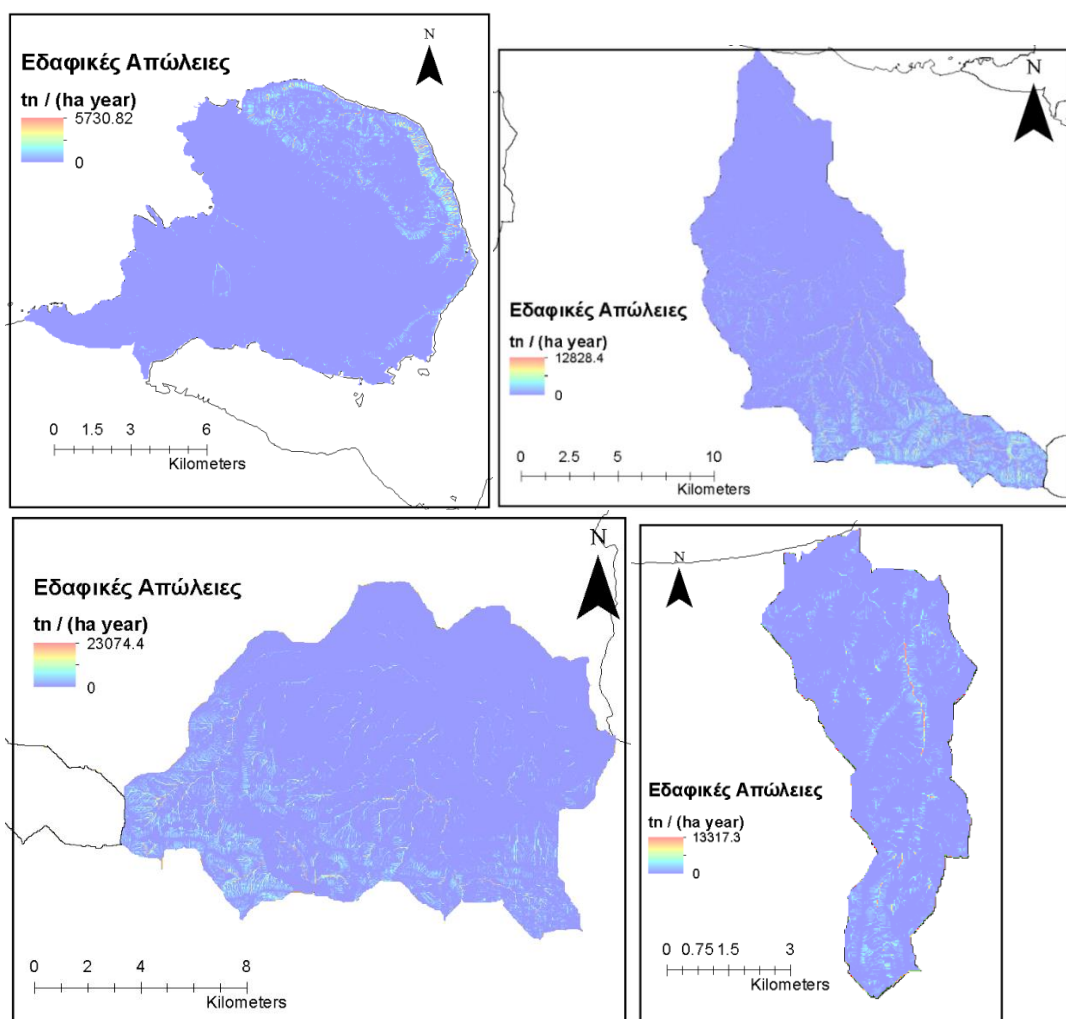 N
Εδαφικές Απώλειες
tn / (ha year)
5730.82
0
0 1.5 3 6
Kilometers
N
Εδαφικές Απώλειες
tn / (ha year)
12828.4
0
0 2.5 5 10
Kilometers
N
Εδαφικές Απώλειες
tn / (ha year)
23074.4
0
0 2 4 8
Kilometers
N
Εδαφικές Απώλειες
tn / (ha year)
13317.3
0
0 0.75 1.5 3
Kilometers